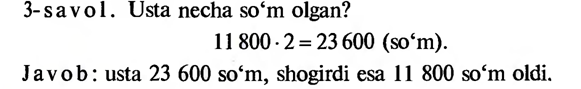 3-savol. Usta necha so‘m olgan?
11 800 · 2 = 23 600 (so‘m).
Javob: usta 23 600 so‘m, shogirdi esa 11 800 so‘m oldi.